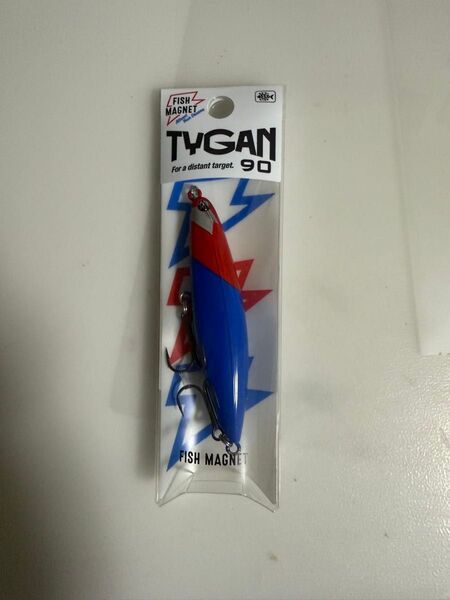 FISH
MAGNET
TYGAN
For a distant target. 90
FISH MAGNET